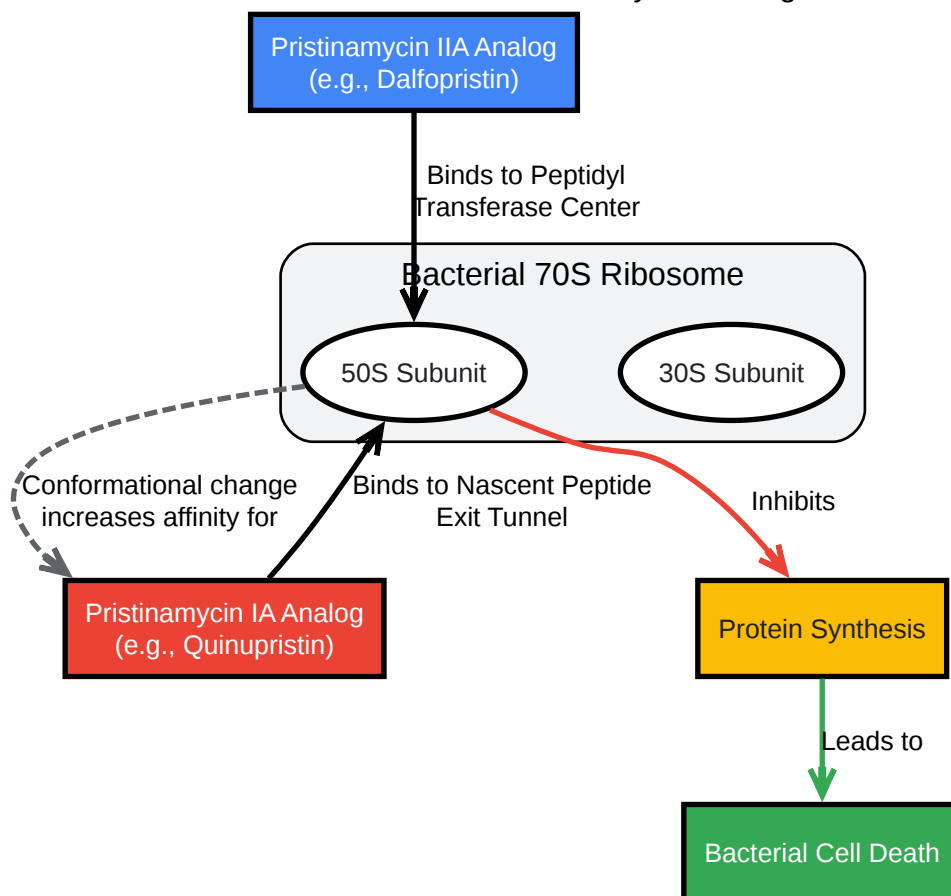 Pristinamycin IIA Analog
(e.g., Dalfopristin)
Binds to Peptidyl
Transferase Center
Bacterial 70S Ribosome
50S Subunit
30S Subunit
Conformational change
increases affinity for
Binds to Nascent Peptide
Exit Tunnel
Inhibits
Pristinamycin IA Analog
(e.g., Quinupristin)
Protein Synthesis
Leads to
Bacterial Cell Death